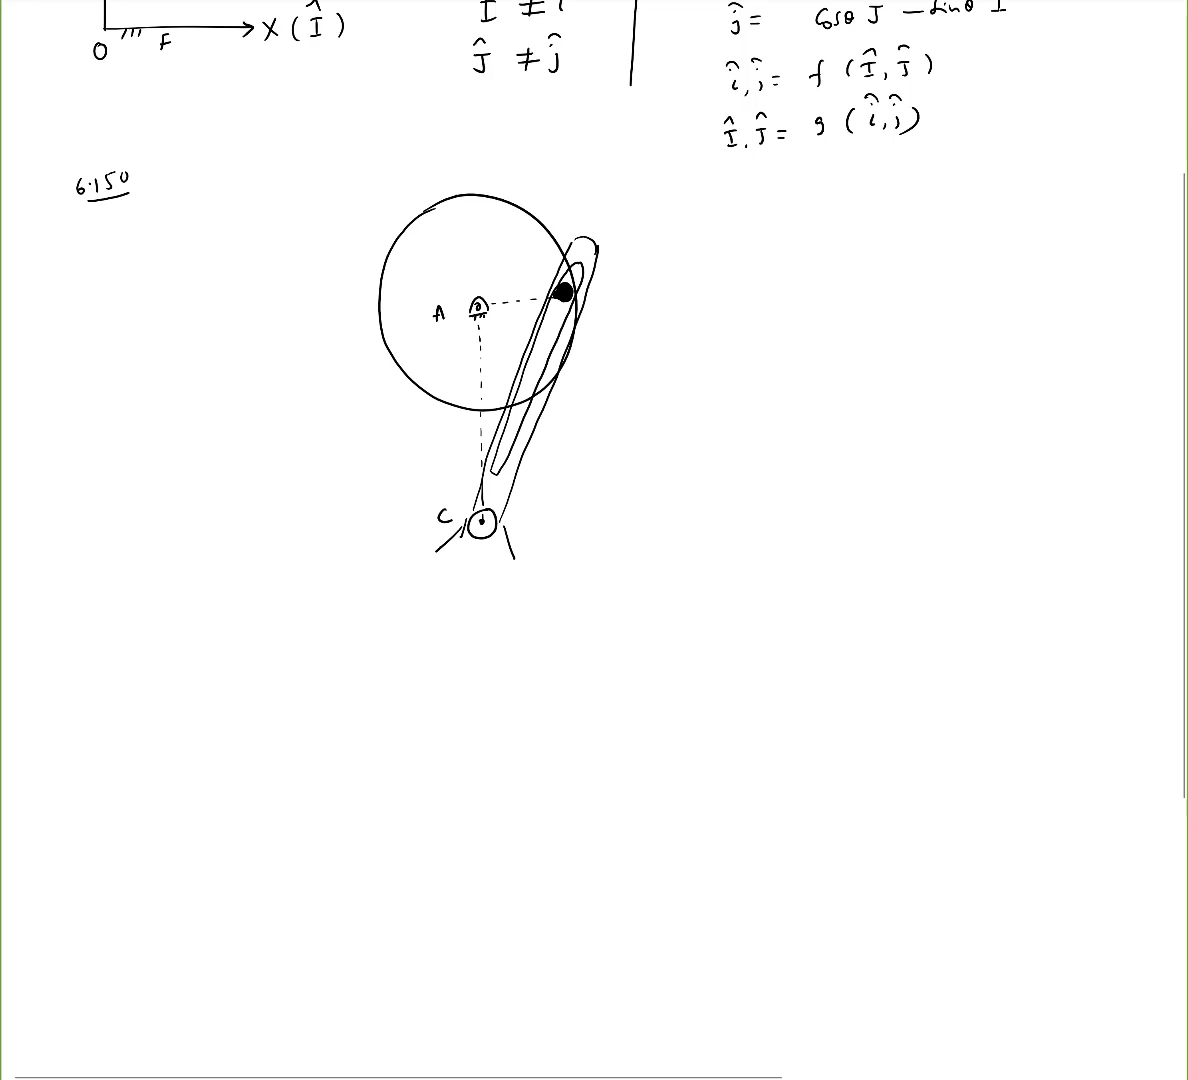 Î ≠ î
ĵ = Cosθ J − sinθ I
O F X ( Î )
Ĵ ≠ ĵ
î, ĵ = f ( Î, Ĵ )
Î, Ĵ = g ( î, ĵ )
6.150
A
C